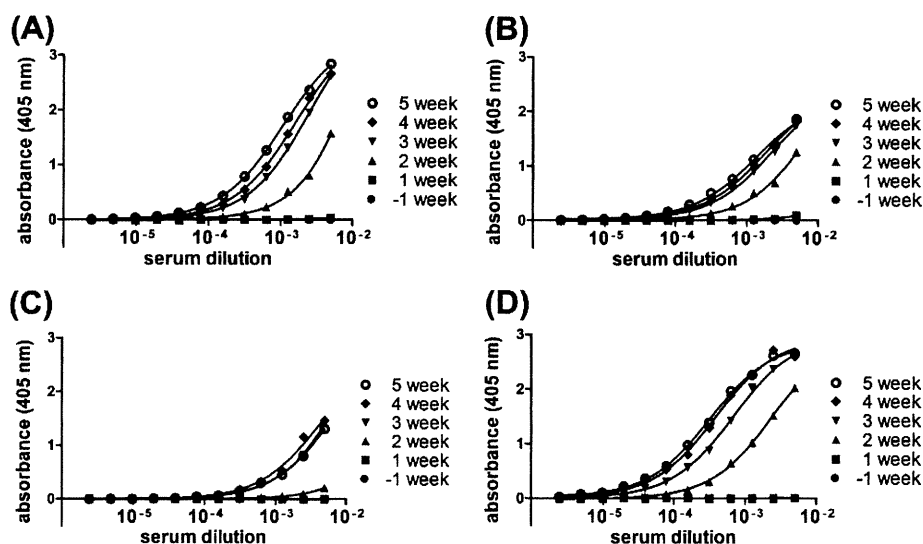 (A)
absorbance (405 nm)
3
2
1
0
10-5
10-4
10-3
10-2
serum dilution
5 week
4 week
3 week
2 week
1 week
-1 week
(B)
absorbance (405 nm)
3
2
1
0
10-5
10-4
10-3
10-2
serum dilution
5 week
4 week
3 week
2 week
1 week
-1 week
(C)
absorbance (405 nm)
3
2
1
0
10-5
10-4
10-3
10-2
serum dilution
5 week
4 week
3 week
2 week
1 week
-1 week
(D)
absorbance (405 nm)
3
2
1
0
10-5
10-4
10-3
10-2
serum dilution
5 week
4 week
3 week
2 week
1 week
-1 week